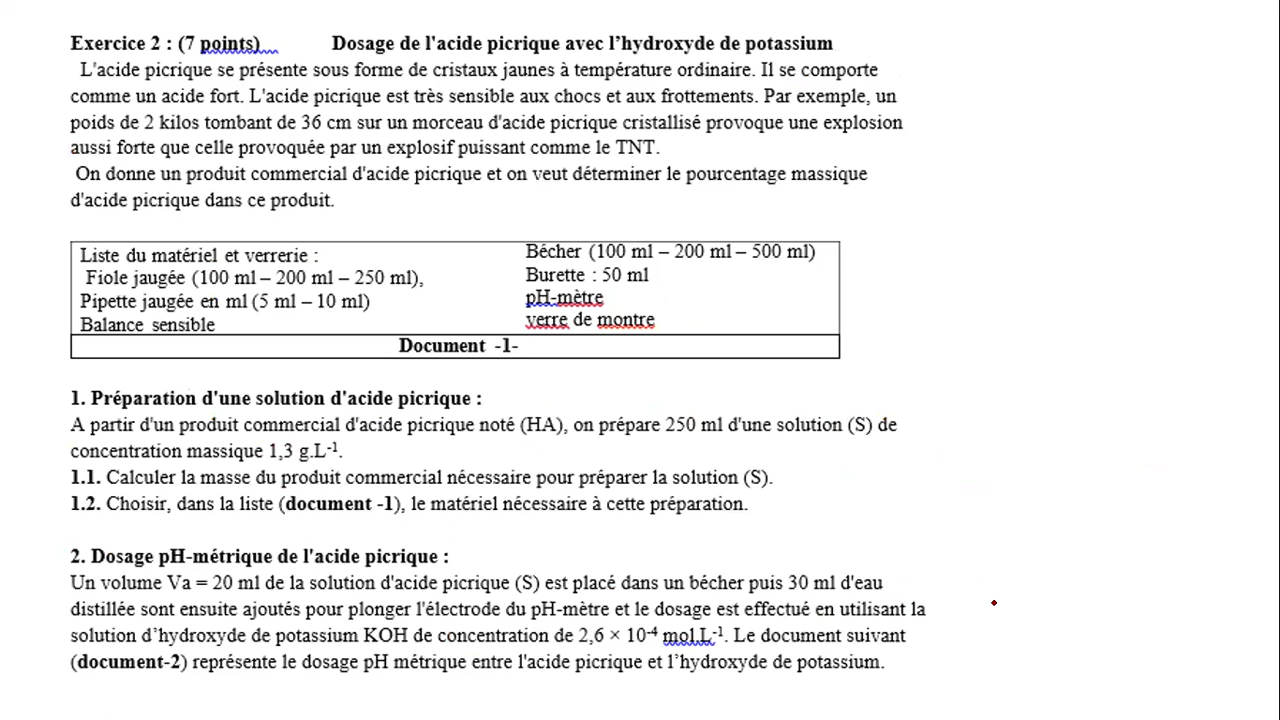 Exercice 2 : (7 points) Dosage de l'acide picrique avec l’hydroxyde de potassium
L'acide picrique se présente sous forme de cristaux jaunes à température ordinaire. Il se comporte
comme un acide fort. L'acide picrique est très sensible aux chocs et aux frottements. Par exemple, un
poids de 2 kilos tombant de 36 cm sur un morceau d'acide picrique cristallisé provoque une explosion
aussi forte que celle provoquée par un explosif puissant comme le TNT.
On donne un produit commercial d'acide picrique et on veut déterminer le pourcentage massique
d'acide picrique dans ce produit.
Liste du matériel et verrerie :
Fiole jaugée (100 ml – 200 ml – 250 ml),
Pipette jaugée en ml (5 ml – 10 ml)
Balance sensible
Bécher (100 ml – 200 ml – 500 ml)
Burette : 50 ml
pH-mètre
verre de montre
Document -1-
1. Préparation d'une solution d'acide picrique :
A partir d'un produit commercial d'acide picrique noté (HA), on prépare 250 ml d'une solution (S) de
concentration massique 1,3 g.L⁻¹.
1.1. Calculer la masse du produit commercial nécessaire pour préparer la solution (S).
1.2. Choisir, dans la liste (document -1), le matériel nécessaire à cette préparation.
2. Dosage pH-métrique de l'acide picrique :
Un volume Va = 20 ml de la solution d'acide picrique (S) est placé dans un bécher puis 30 ml d'eau
distillée sont ensuite ajoutés pour plonger l'électrode du pH-mètre et le dosage est effectué en utilisant la
solution d’hydroxyde de potassium KOH de concentration de 2,6 × 10⁻⁴ mol.L⁻¹. Le document suivant
(document-2) représente le dosage pH métrique entre l'acide picrique et l’hydroxyde de potassium.